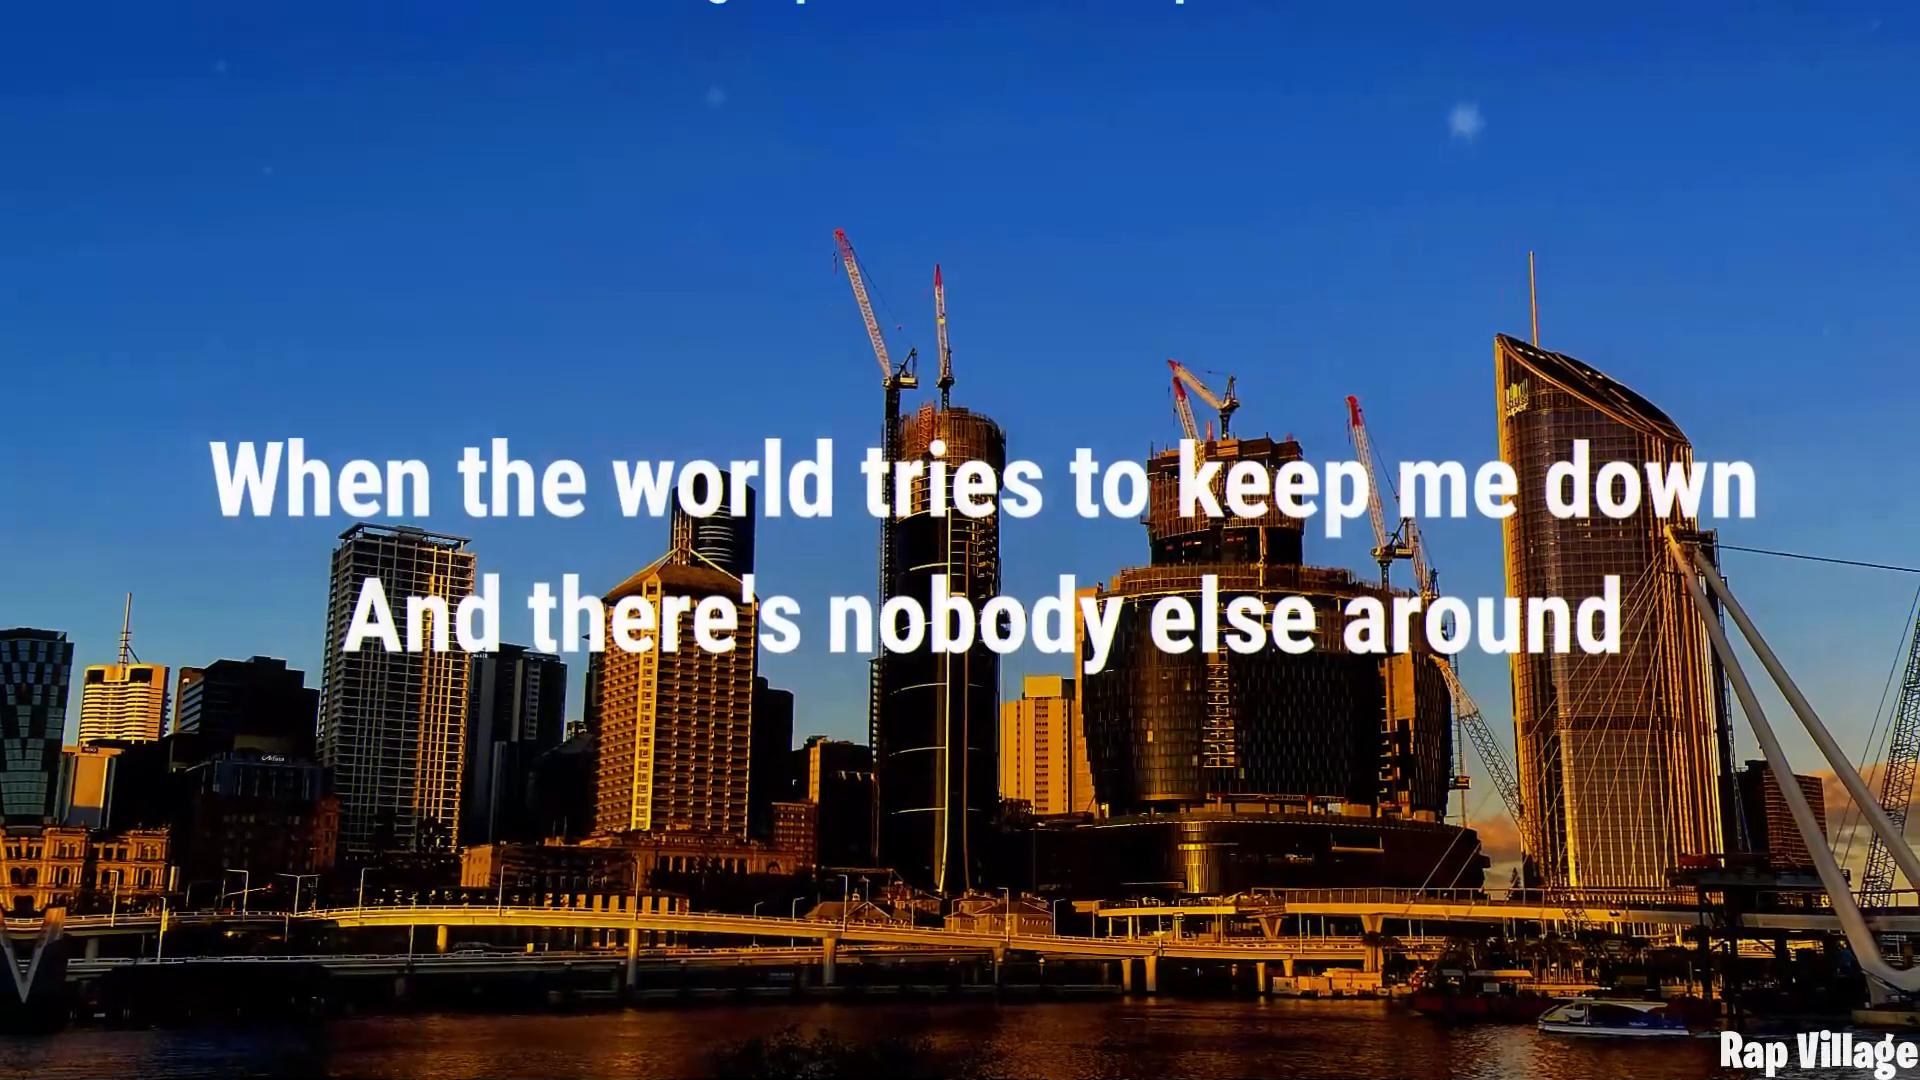 When the world tries to keep me down
And there's nobody else around
Rap Village